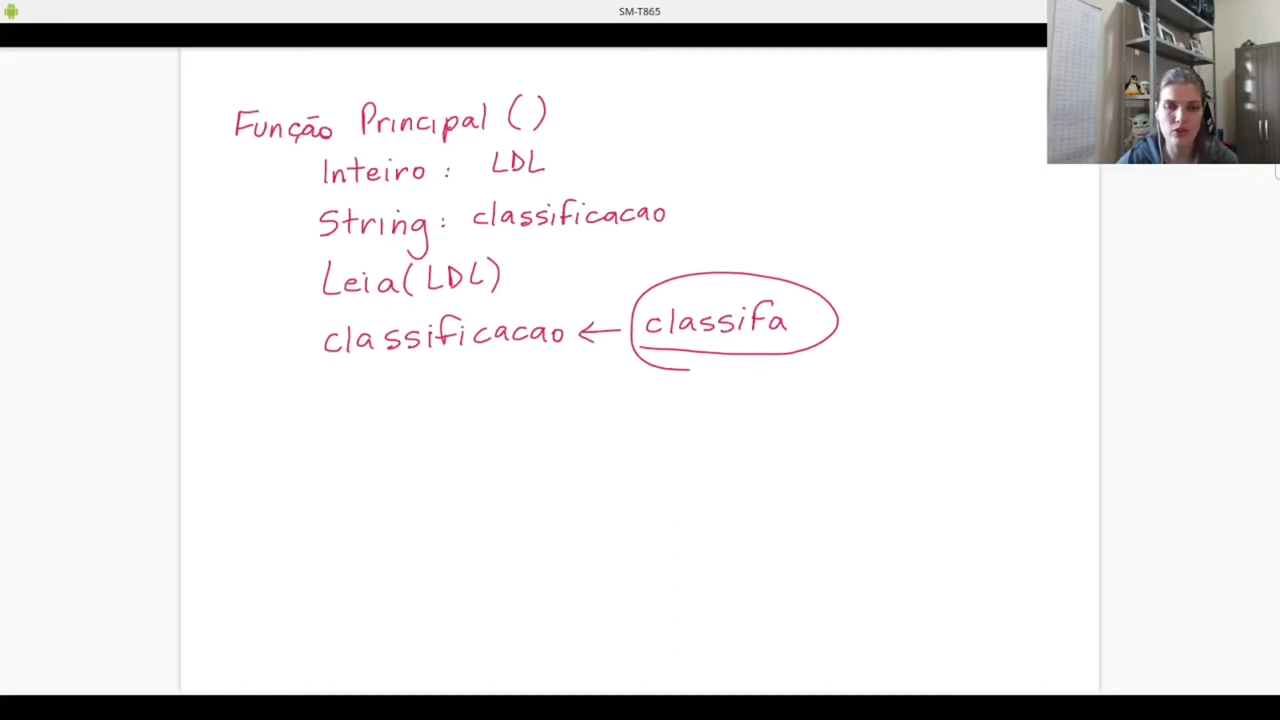 SM-T865
Função Principal ()
Inteiro : LDL
String : classificacao
Leia(LDL)
classificacao ← classifa